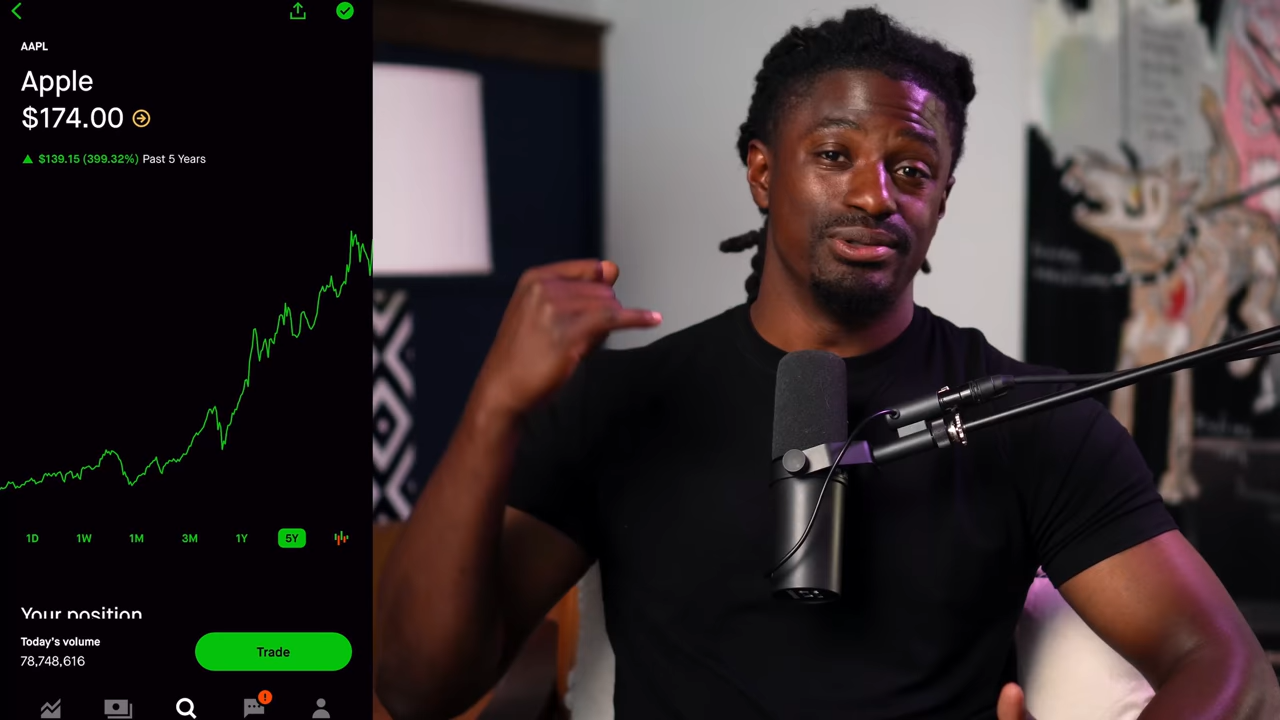 AAPL
Apple
$174.00
▲ $139.15 (399.32%) Past 5 Years
1D 1W 1M 3M 1Y 5Y
Your position
Today's volume
78,748,616
Trade
!